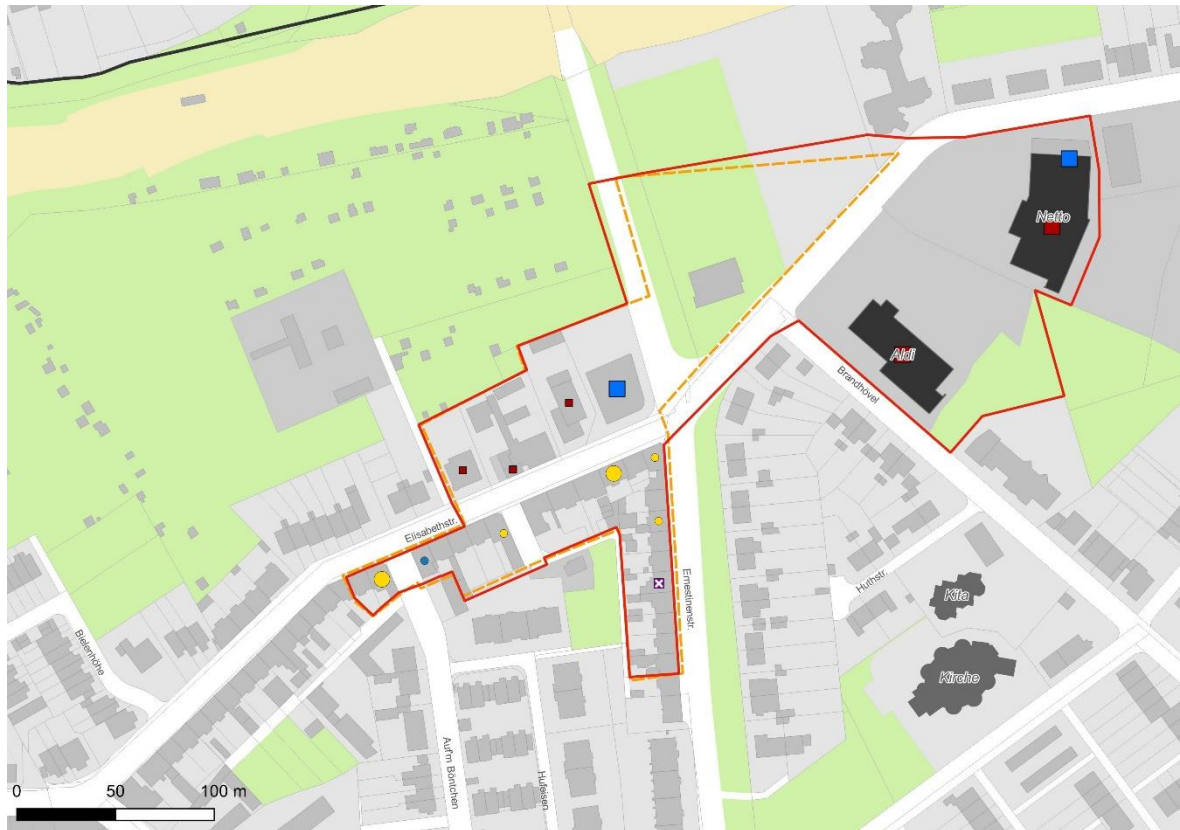 Netto
Aldi
Brandhövel
Elisabethstr.
Ernestinenstr.
Huthstr.
Kita
Kirche
Bielenhöhe
Auf'm Böntchen
Hufeisen
0 50 100 m